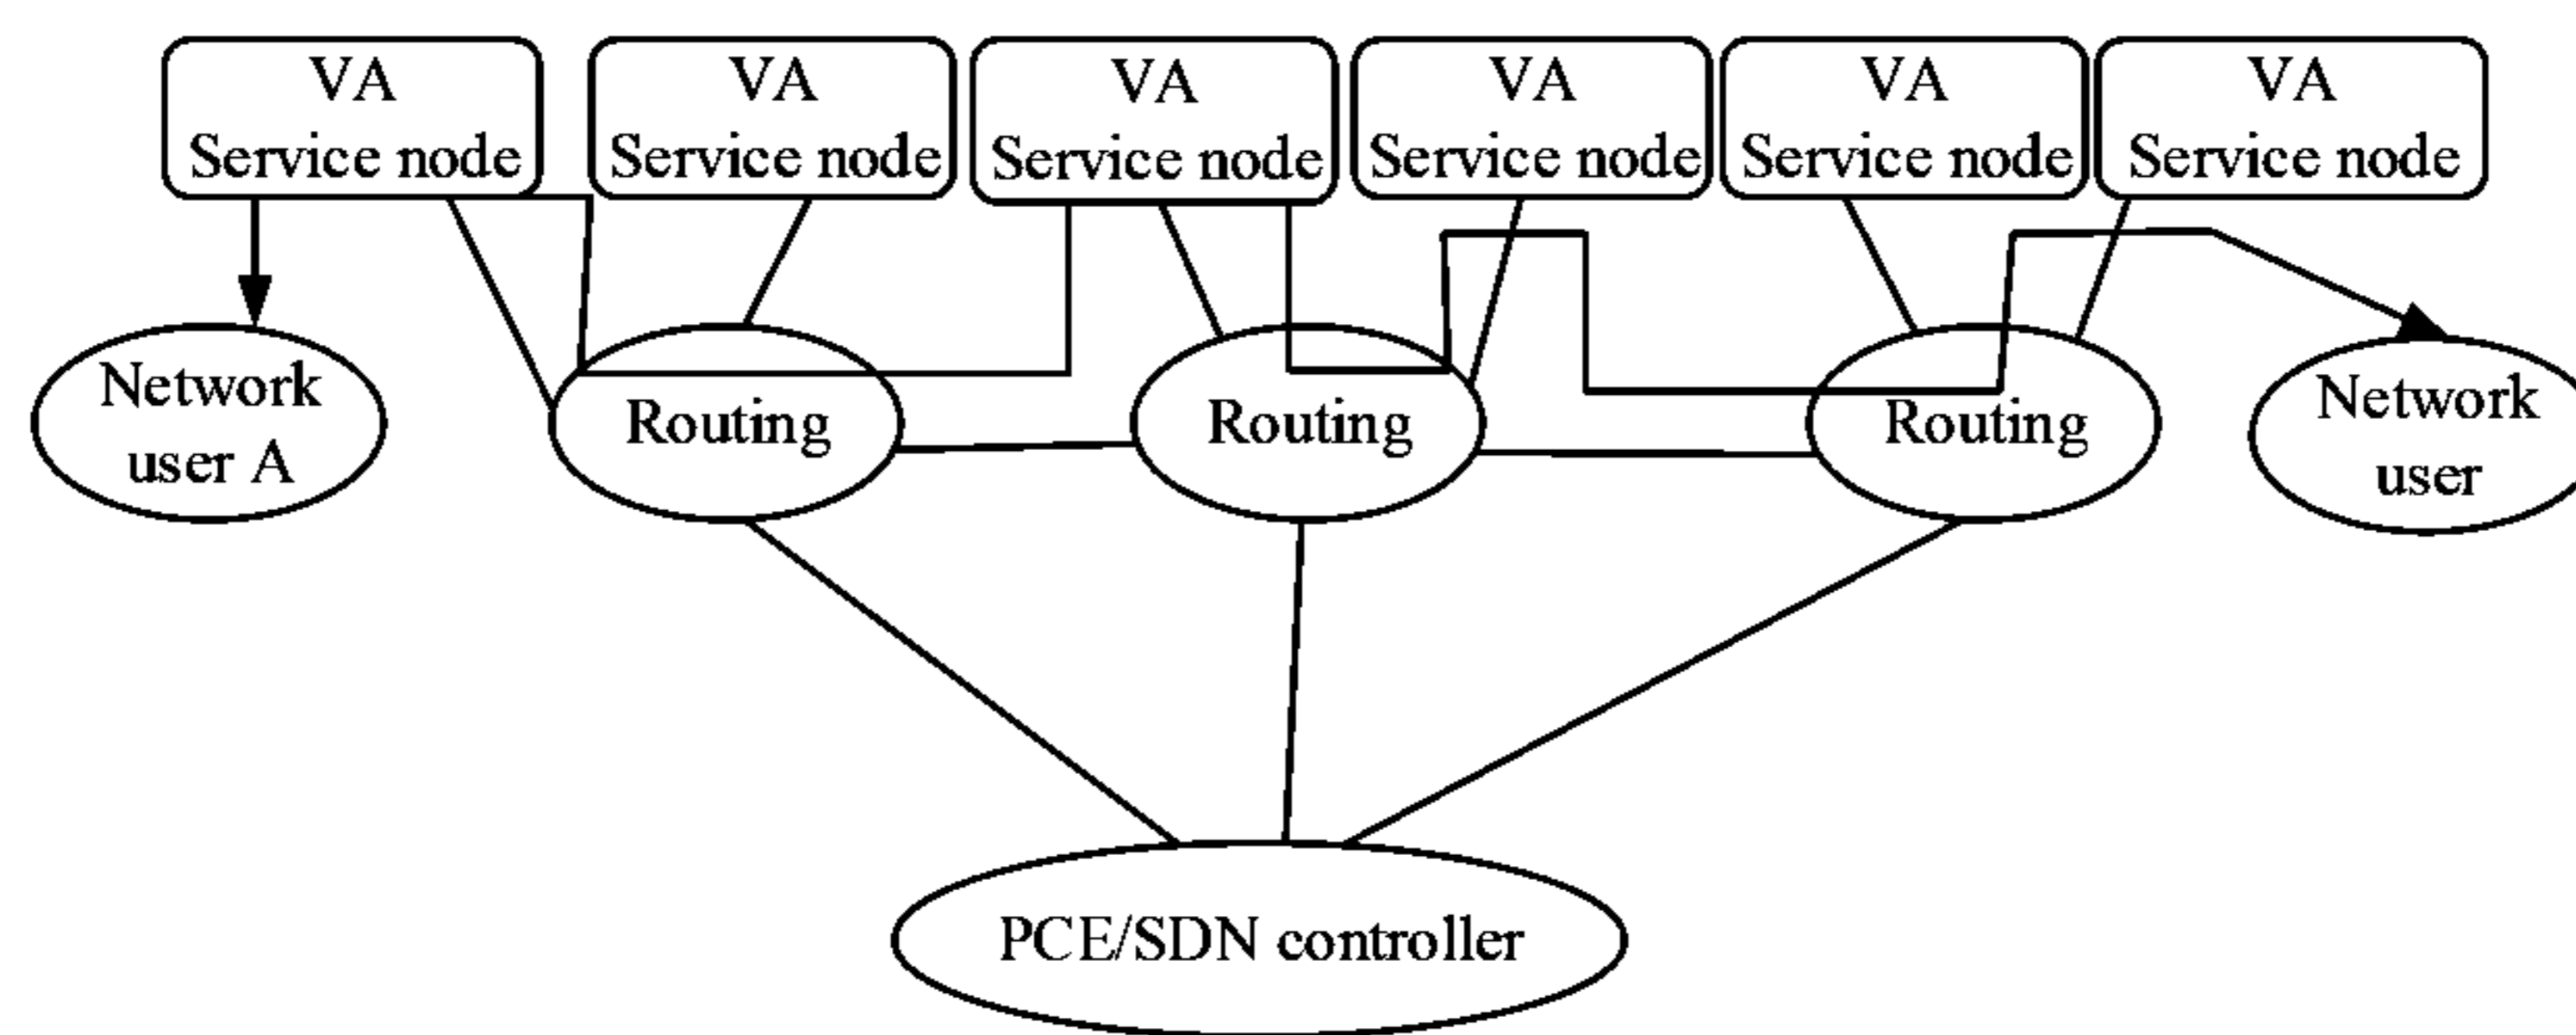 VA
Service node
VA
Service node
VA
Service node
VA
Service node
VA
Service node
VA
Service node
Network
user A
Routing
Routing
Routing
Network
user
PCE/SDN controller